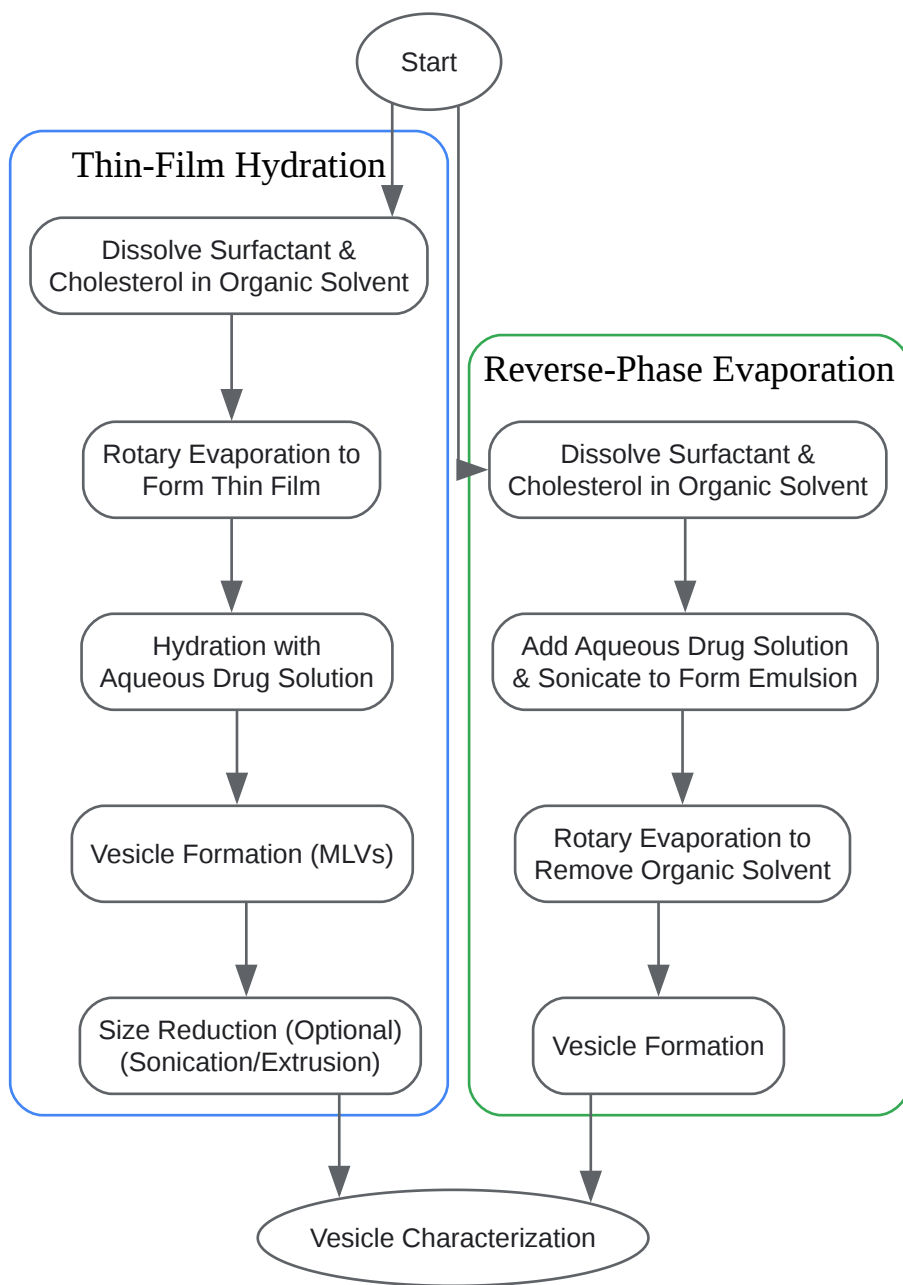 Start
Thin-Film Hydration
Dissolve Surfactant &
Cholesterol in Organic Solvent
Rotary Evaporation to
Form Thin Film
Hydration with
Aqueous Drug Solution
Vesicle Formation (MLVs)
Size Reduction (Optional)
(Sonication/Extrusion)
Reverse-Phase Evaporation
Dissolve Surfactant &
Cholesterol in Organic Solvent
Add Aqueous Drug Solution
& Sonicate to Form Emulsion
Rotary Evaporation to
Remove Organic Solvent
Vesicle Formation
Vesicle Characterization